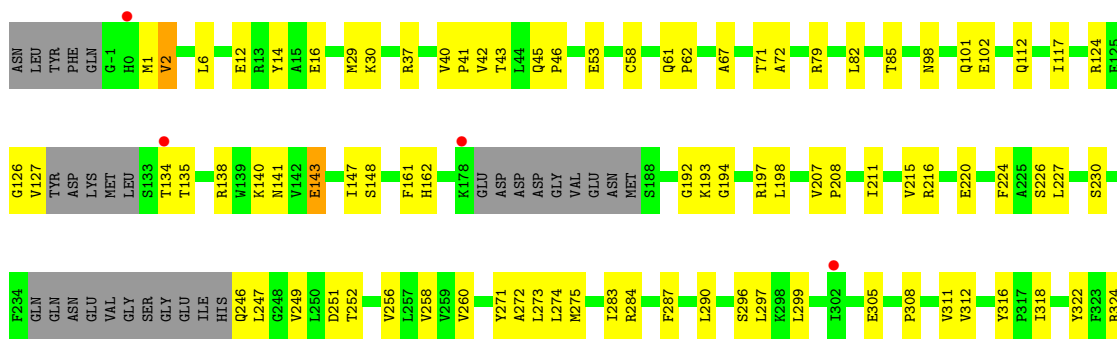 ASN LEU TYR PHE GLN G-1 H0 M1 V2 L6 E12 R13 Y14 A15 E16 M29 K30 R37 V40 P41 V42 T43 L44 Q45 P46 E53 C58 Q61 P62 A67 T71 A72 R79 L82 T85 N98 Q101 E102 Q112 I117 R124 E125
G126 V127 TYR ASP LYS MET LEU S133 T134 T135 R138 W139 K140 N141 V142 E143 I147 S148 F161 H162 K178 GLU ASP ASP ASP GLY VAL GLU ASN MET S188 G192 K193 G194 R197 L198 V207 P208 I211 V215 R216 E220 F224 A225 S226 L227 S230
F234 GLN GLN ASN GLU VAL GLY SER GLY GLU ILE HIS Q246 L247 G248 V249 L250 D251 T252 V256 L257 V258 V259 V260 Y271 A272 L273 L274 M275 I283 R284 F287 L290 S296 L297 K298 L299 I302 E305 P308 V311 V312 Y316 P317 I318 Y322 F323 R324